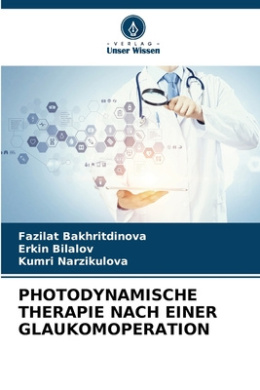 VERLAG
Unser Wissen
Fazilat Bakhritdinova
Erkin Bilalov
Kumri Narzikulova
PHOTODYNAMISCHE
THERAPIE NACH EINER
GLAUKOMOPERATION